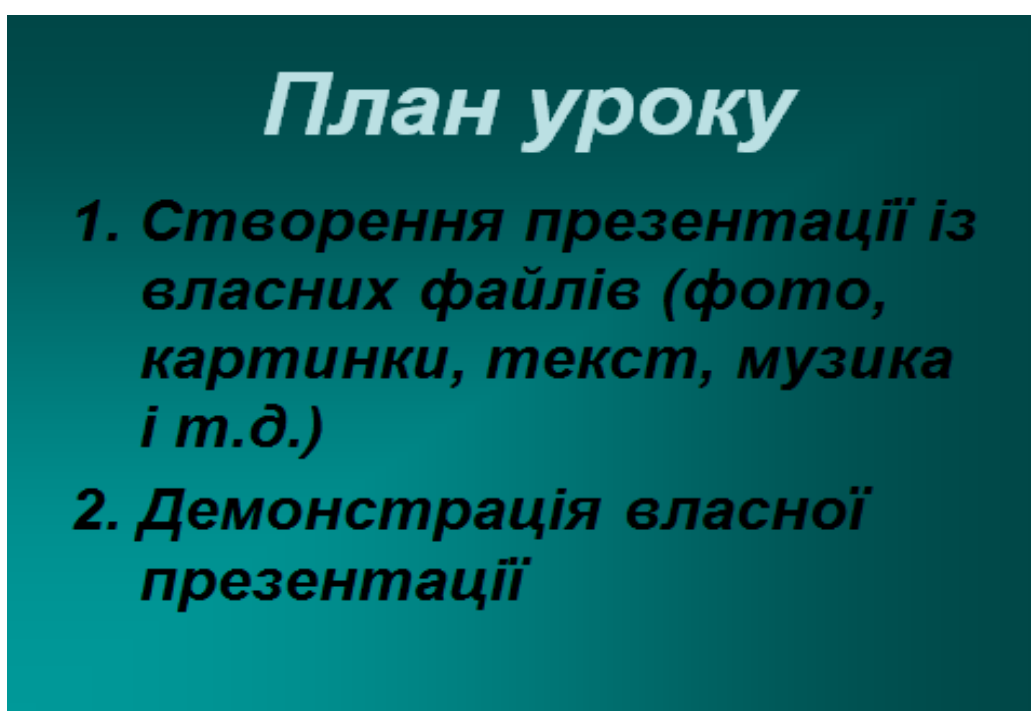 План уроку
1. Створення презентації із
власних файлів (фото,
картинки, текст, музика
і т.д.)
2. Демонстрація власної
презентації